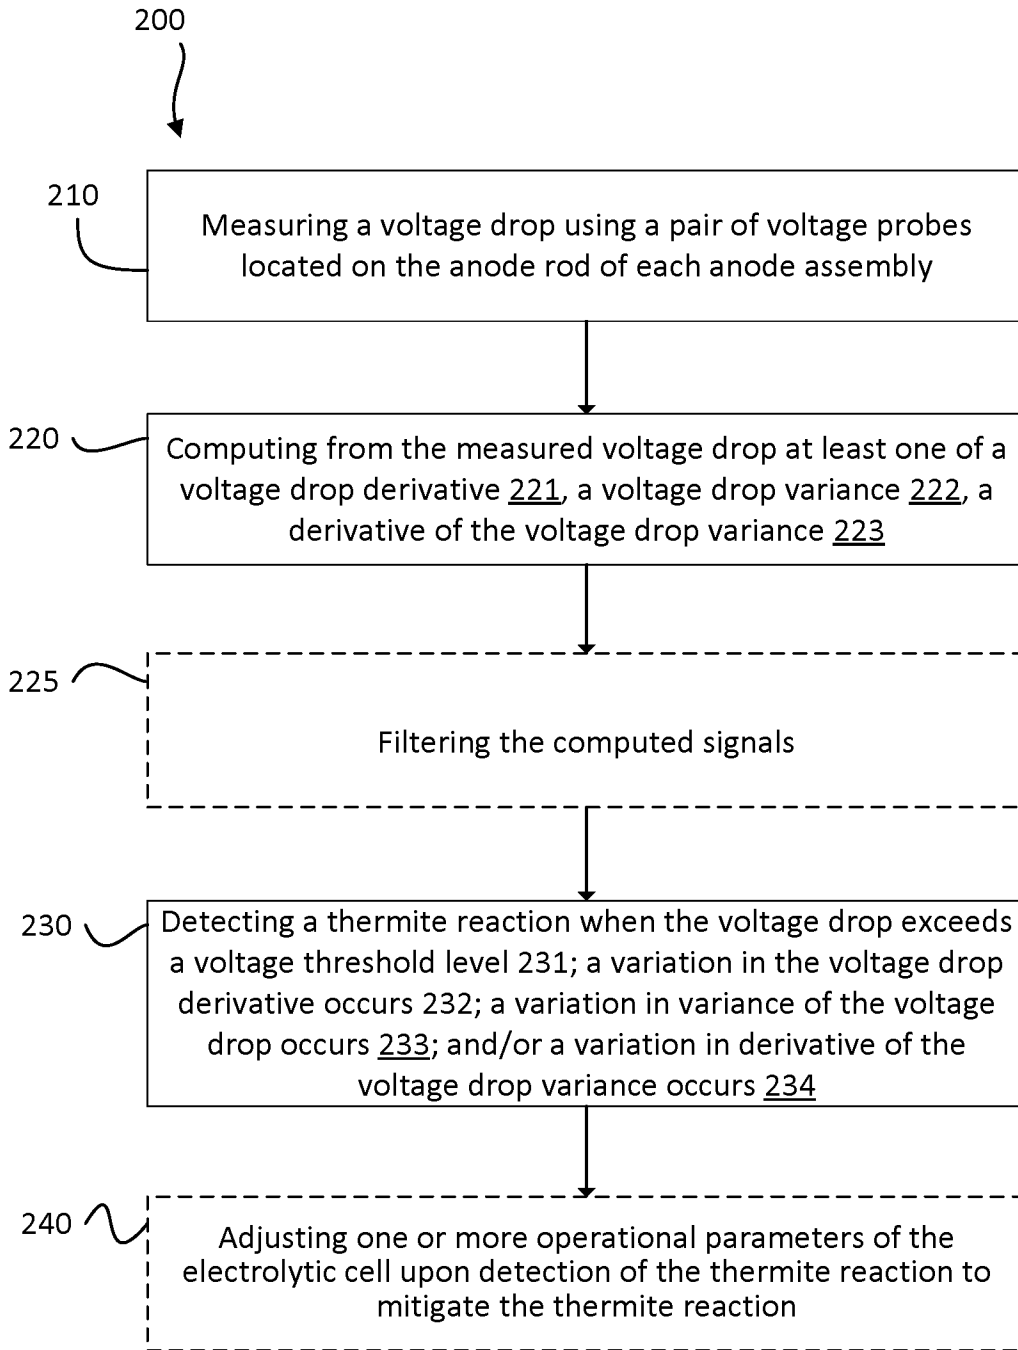 200
210
Measuring a voltage drop using a pair of voltage probes
located on the anode rod of each anode assembly
220
Computing from the measured voltage drop at least one of a
voltage drop derivative 221, a voltage drop variance 222, a
derivative of the voltage drop variance 223
225
Filtering the computed signals
230
Detecting a thermite reaction when the voltage drop exceeds
a voltage threshold level 231; a variation in the voltage drop
derivative occurs 232; a variation in variance of the voltage
drop occurs 233; and/or a variation in derivative of the
voltage drop variance occurs 234
240
Adjusting one or more operational parameters of the
electrolytic cell upon detection of the thermite reaction to
mitigate the thermite reaction